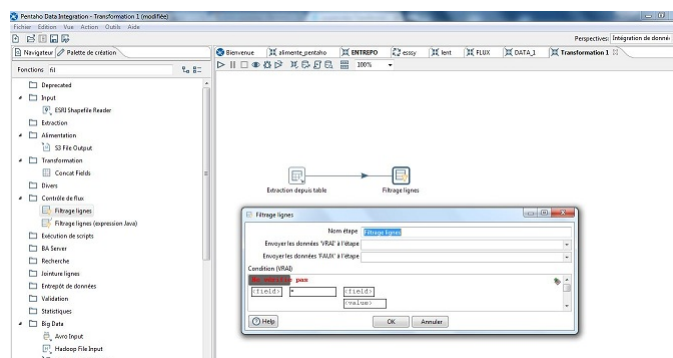 Pentaho Data Integration - Transformation 1 (modifiée)
Fichier Edition Vue Action Outils Aide
Perspectives: Intégration de donné
Navigateur Palette de création
Bienvenue alimente_pentaho ENTREPO esssy lent FLUX DATA_1 Transformation 1
Fonctions fil
100%
Deprecated
Input
ESRI Shapefile Reader
Extraction
Alimentation
S3 File Output
Transformation
Concat Fields
Divers
Contrôle de flux
Filtrage lignes
Filtrage lignes (expression Java)
Exécution de scripts
BA Server
Recherche
Jointure lignes
Entrepôt de données
Validation
Statistiques
Big Data
Avro Input
Hadoop File Input
Extraction depuis table
Filtrage lignes
Filtrage lignes
Nom étape Filtrage lignes
Envoyer les données 'VRAI' à l'étape
Envoyer les données 'FAUX' à l'étape
Condition (VRAI)
pas
<field> = <field>
<value>
Help OK Annuler